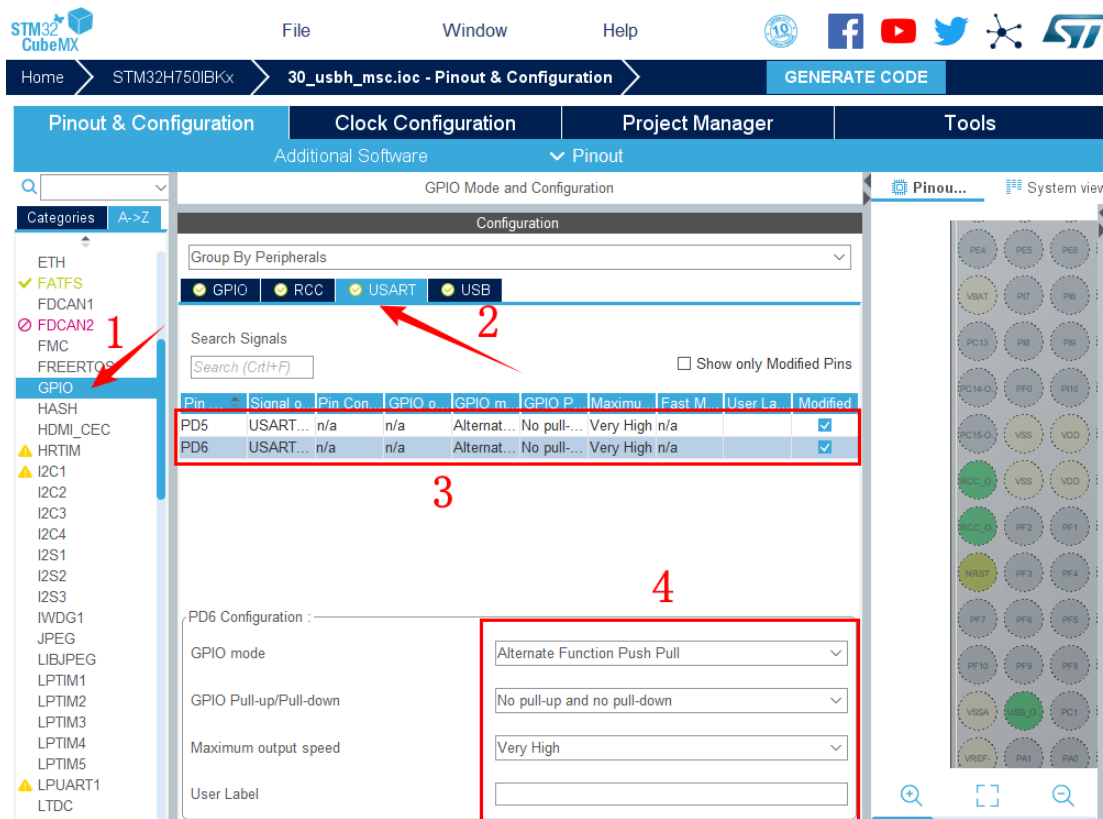 STM32
CubeMX
File
Window
Help
10
ST
Home
STM32H750IBKx
30_usbh_msc.ioc - Pinout & Configuration
GENERATE CODE
Pinout & Configuration
Clock Configuration
Project Manager
Tools
Additional Software
Pinout
GPIO Mode and Configuration
Pinou...
System view
Categories
A->Z
Configuration
ETH
FATFS
FDCAN1
FDCAN2
FMC
FREERTOS
GPIO
HASH
HDMI_CEC
HRTIM
I2C1
I2C2
I2C3
I2C4
I2S1
I2S2
I2S3
IWDG1
JPEG
LIBJPEG
LPTIM1
LPTIM2
LPTIM3
LPTIM4
LPTIM5
LPUART1
LTDC
1
Group By Peripherals
GPIO
RCC
USART
USB
2
Search Signals
Search (Crtl+F)
Show only Modified Pins
Pin ... Signal o... Pin Con... GPIO o... GPIO m... GPIO P... Maximu... Fast M... User La... Modified
PD5 USART... n/a n/a Alternat... No pull-... Very High n/a
PD6 USART... n/a n/a Alternat... No pull-... Very High n/a
3
4
PD6 Configuration :
GPIO mode Alternate Function Push Pull
GPIO Pull-up/Pull-down No pull-up and no pull-down
Maximum output speed Very High
User Label
PE4 PE5 PE6
VBAT PI7 PI6
PC13 PI8 PI9
PC14-O.. PF0 PI10
PC15-O.. VSS VDD
RCC_O.. VSS VDD
RCC_O.. PF2 PF1
NRST PF3 PF4
PF7 PF6 PF5
PF10 PF9 PF8
VSSA USB_O.. PC1
VREF- PA1 PA0